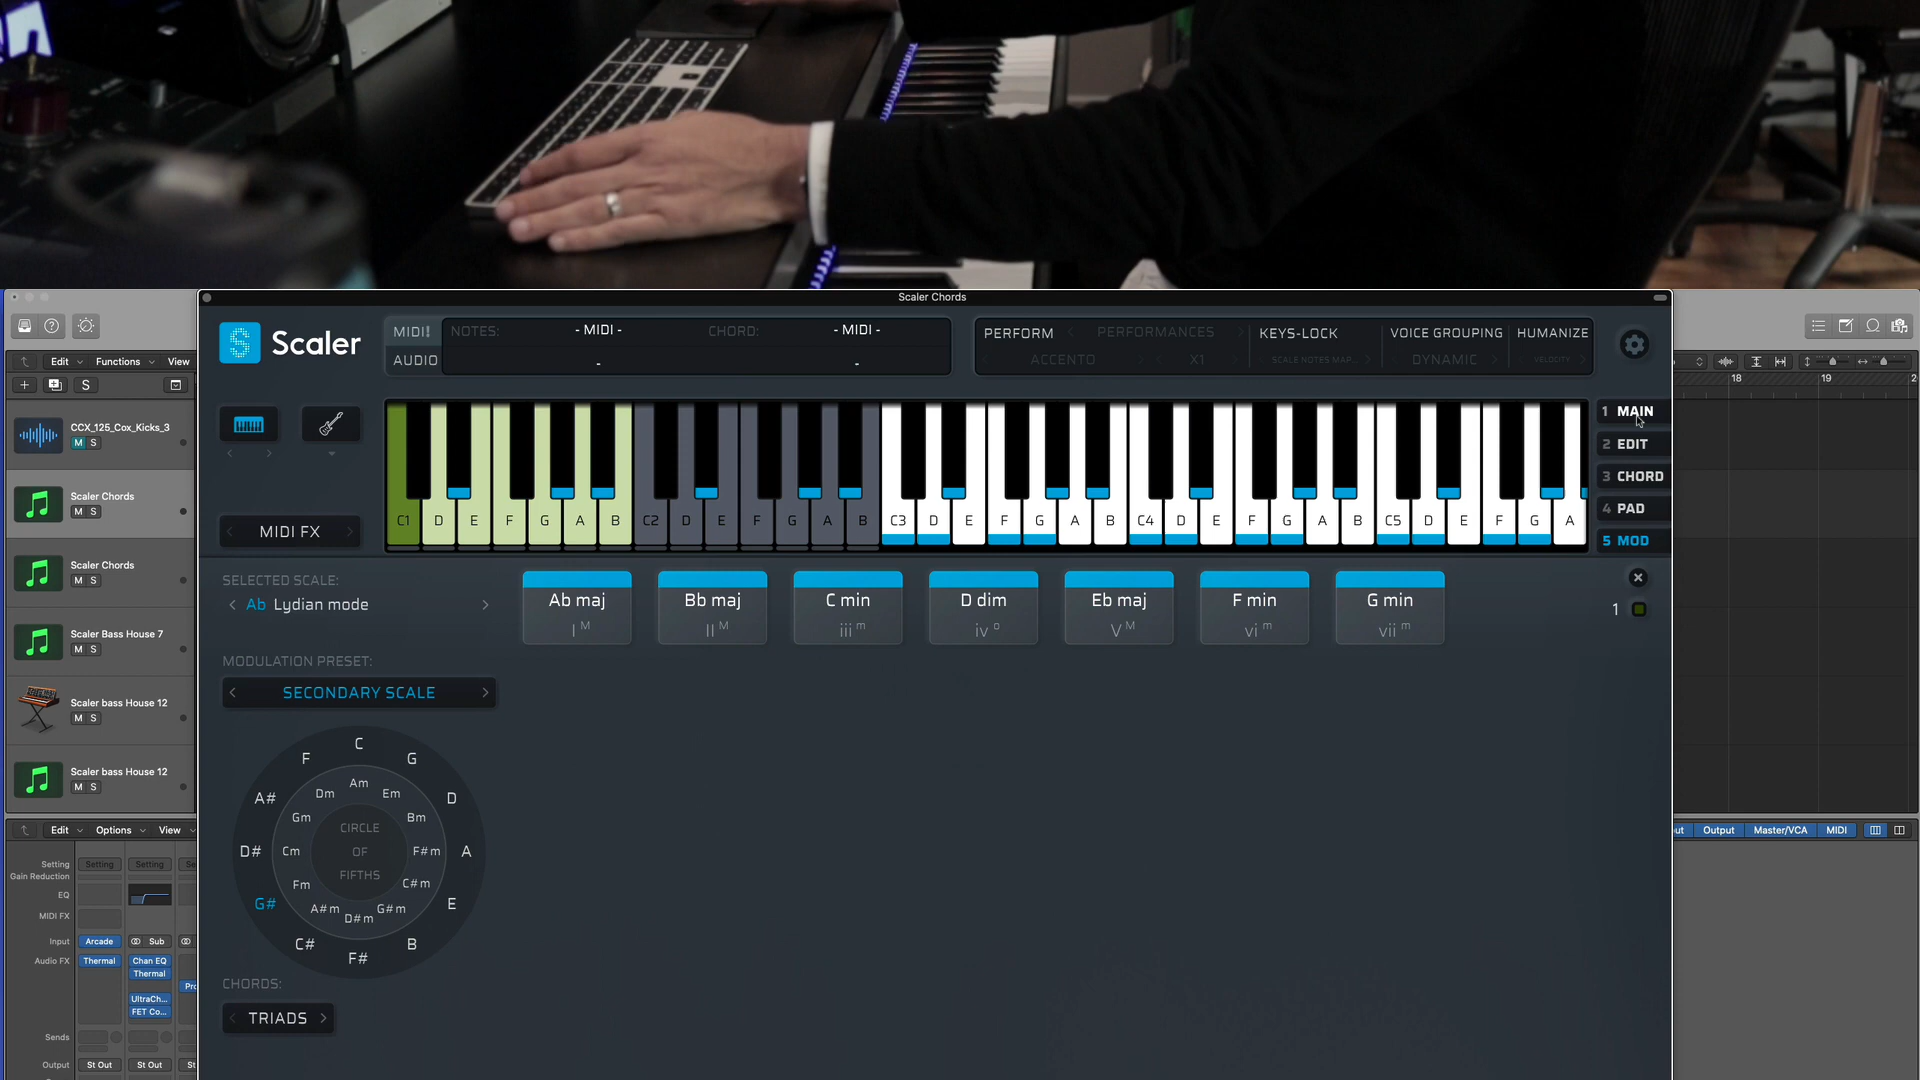 Scaler Chords
Scaler
MIDI
AUDIO
NOTES:
- MIDI -
-
CHORD:
- MIDI -
-
PERFORM
PERFORMANCES
ACCENTO
X1
KEYS-LOCK
SCALE NOTES MAP...
VOICE GROUPING
DYNAMIC
HUMANIZE
VELOCITY
Edit
Functions
View
S
18
19
2
CCX_125_Cox_Kicks_3
M S
Scaler Chords
M S
Scaler Chords
M S
Scaler Bass House 7
M S
Scaler bass House 12
M S
Scaler bass House 12
M S
MIDI FX
C1 D E F G A B C2 D E F G A B C3 D E F G A B C4 D E F G A B C5 D E F G A
1 MAIN
2 EDIT
3 CHORD
4 PAD
5 MOD
SELECTED SCALE:
Ab Lydian mode
Ab maj
I M
Bb maj
II M
C min
iii m
D dim
iv o
Eb maj
V M
F min
vi m
G min
vii m
1
MODULATION PRESET:
SECONDARY SCALE
C
G
D
A
E
B
F#
C#
G#
D#
A#
F
Am
Em
Bm
F#m
C#m
G#m
D#m
A#m
Fm
Cm
Gm
Dm
CIRCLE
OF
FIFTHS
CHORDS:
TRIADS
Edit
Options
View
Output
Master/VCA
MIDI
Setting
Setting
Setting
Gain Reduction
EQ
MIDI FX
Input
Arcade
Sub
Audio FX
Thermal
Chan EQ
Thermal
UltraCh...
FET Co...
Sends
Output
St Out
St Out